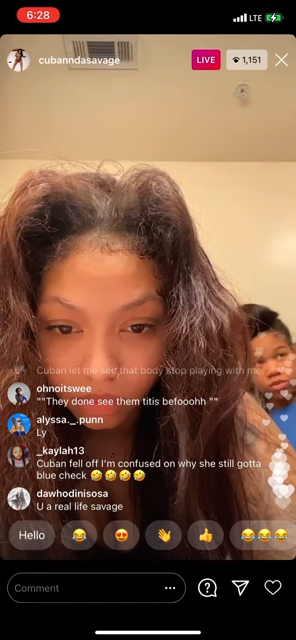 6:28
LTE
cubanndasavage
LIVE
1,151
Cuban let me see that body stop playing with me
ohnoitswee
""They done see them titis befooohh ""
alyssa._.punn
Ly
_kaylah13
Cuban fell off I'm confused on why she still gotta
blue check 🤣🤣🤣🤣
dawhodinisosa
U a real life savage
Hello
Comment